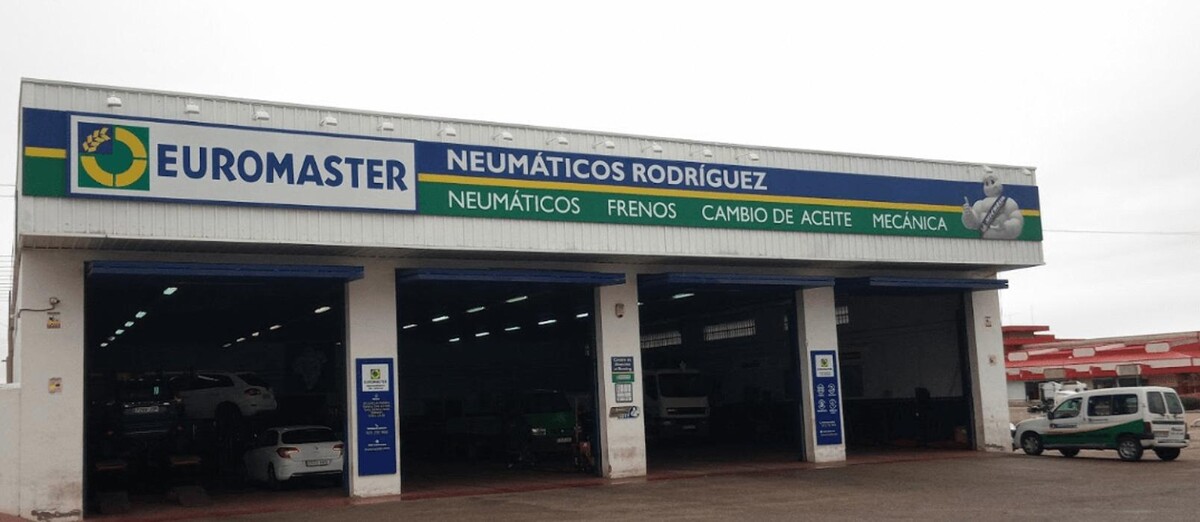 EUROMASTER
NEUMÁTICOS RODRÍGUEZ
NEUMÁTICOS FRENOS CAMBIO DE ACEITE MECÁNICA